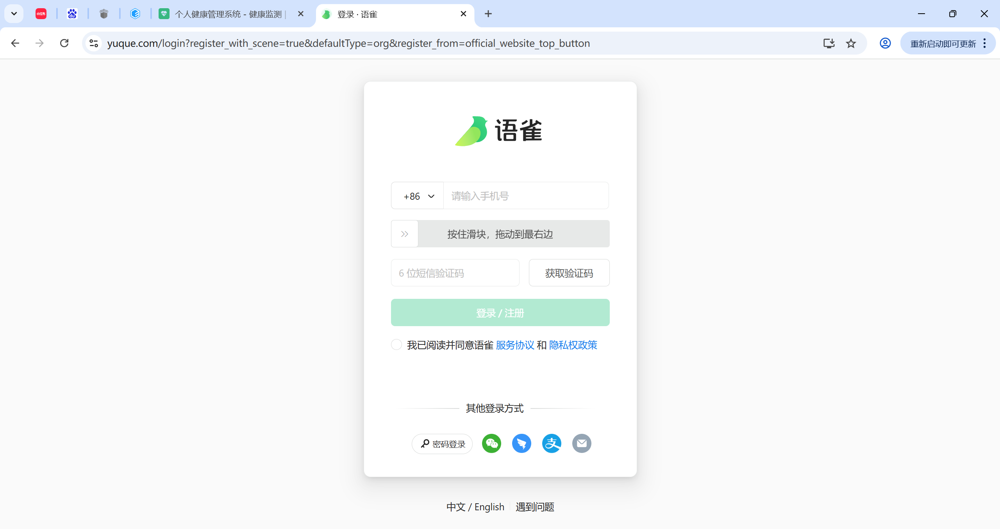 小红书
du
个人健康管理系统 - 健康监测 |
登录 · 语雀
yuque.com/login?register_with_scene=true&defaultType=org&register_from=official_website_top_button
重新启动即可更新
语雀
+86
请输入手机号
按住滑块，拖动到最右边
6 位短信验证码
获取验证码
登录 / 注册
我已阅读并同意语雀 服务协议 和 隐私权政策
其他登录方式
密码登录
支
中文 / English
遇到问题